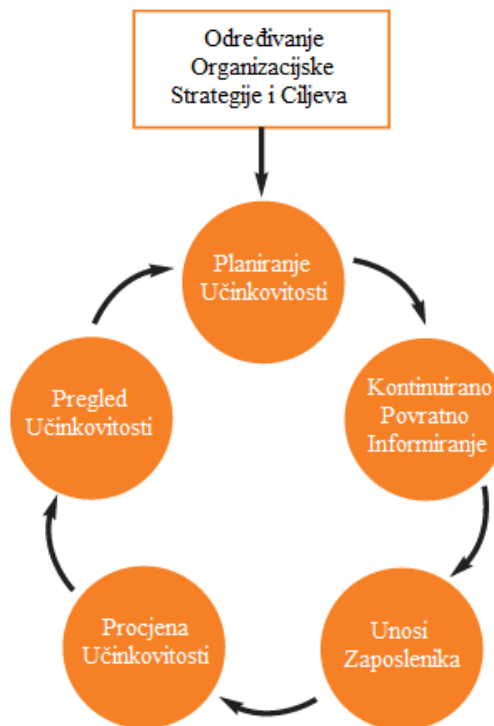 Određivanje
Organizacijske
Strategije i Ciljeva
Planiranje
Učinkovitosti
Kontinuirano
Povratno
Informiranje
Unosi
Zaposlenika
Procjena
Učinkovitosti
Pregled
Učinkovitosti